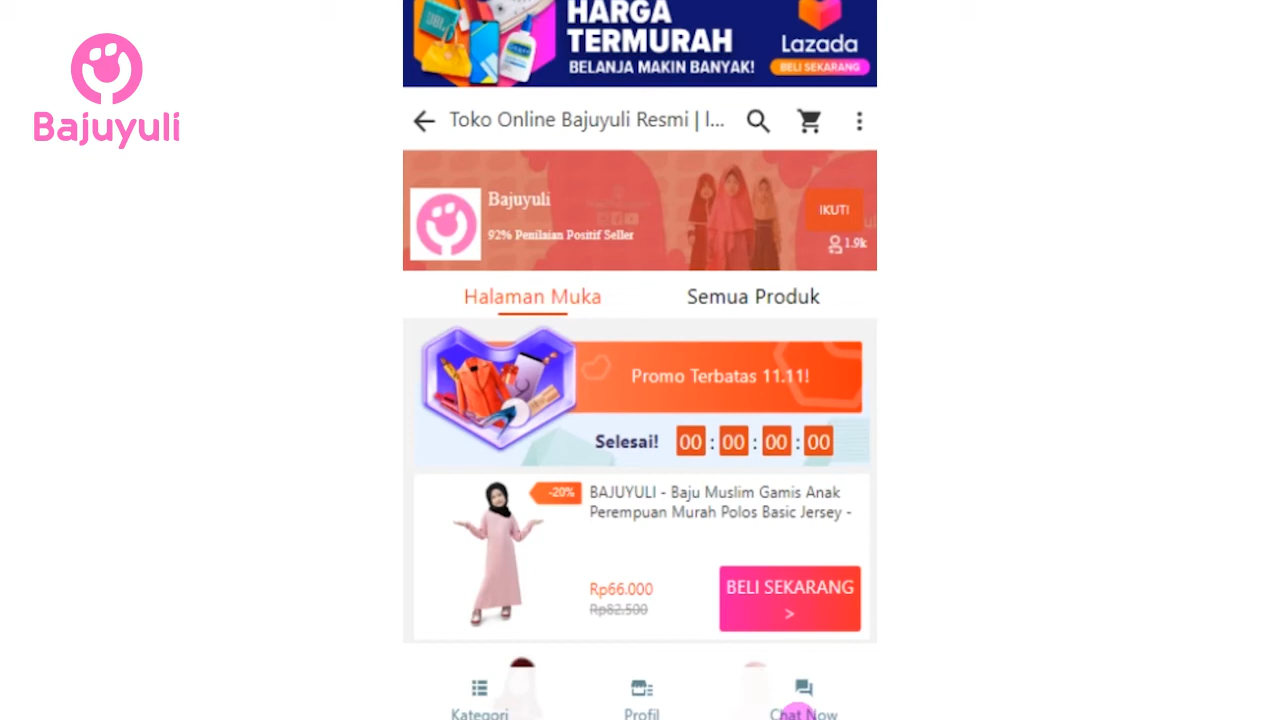 HARGA
TERMURAH
BELANJA MAKIN BANYAK!
Lazada
BELI SEKARANG
Bajuyuli
Toko Online Bajuyuli Resmi | l...
Bajuyuli
92% Penilaian Positif Seller
IKUTI
1.9k
Halaman Muka
Semua Produk
Promo Terbatas 11.11!
Selesai! 00 : 00 : 00 : 00
-20%
BAJUYULI - Baju Muslim Gamis Anak
Perempuan Murah Polos Basic Jersey -
Rp66.000
Rp82.500
BELI SEKARANG
>
Kategori
Profil
Chat Now